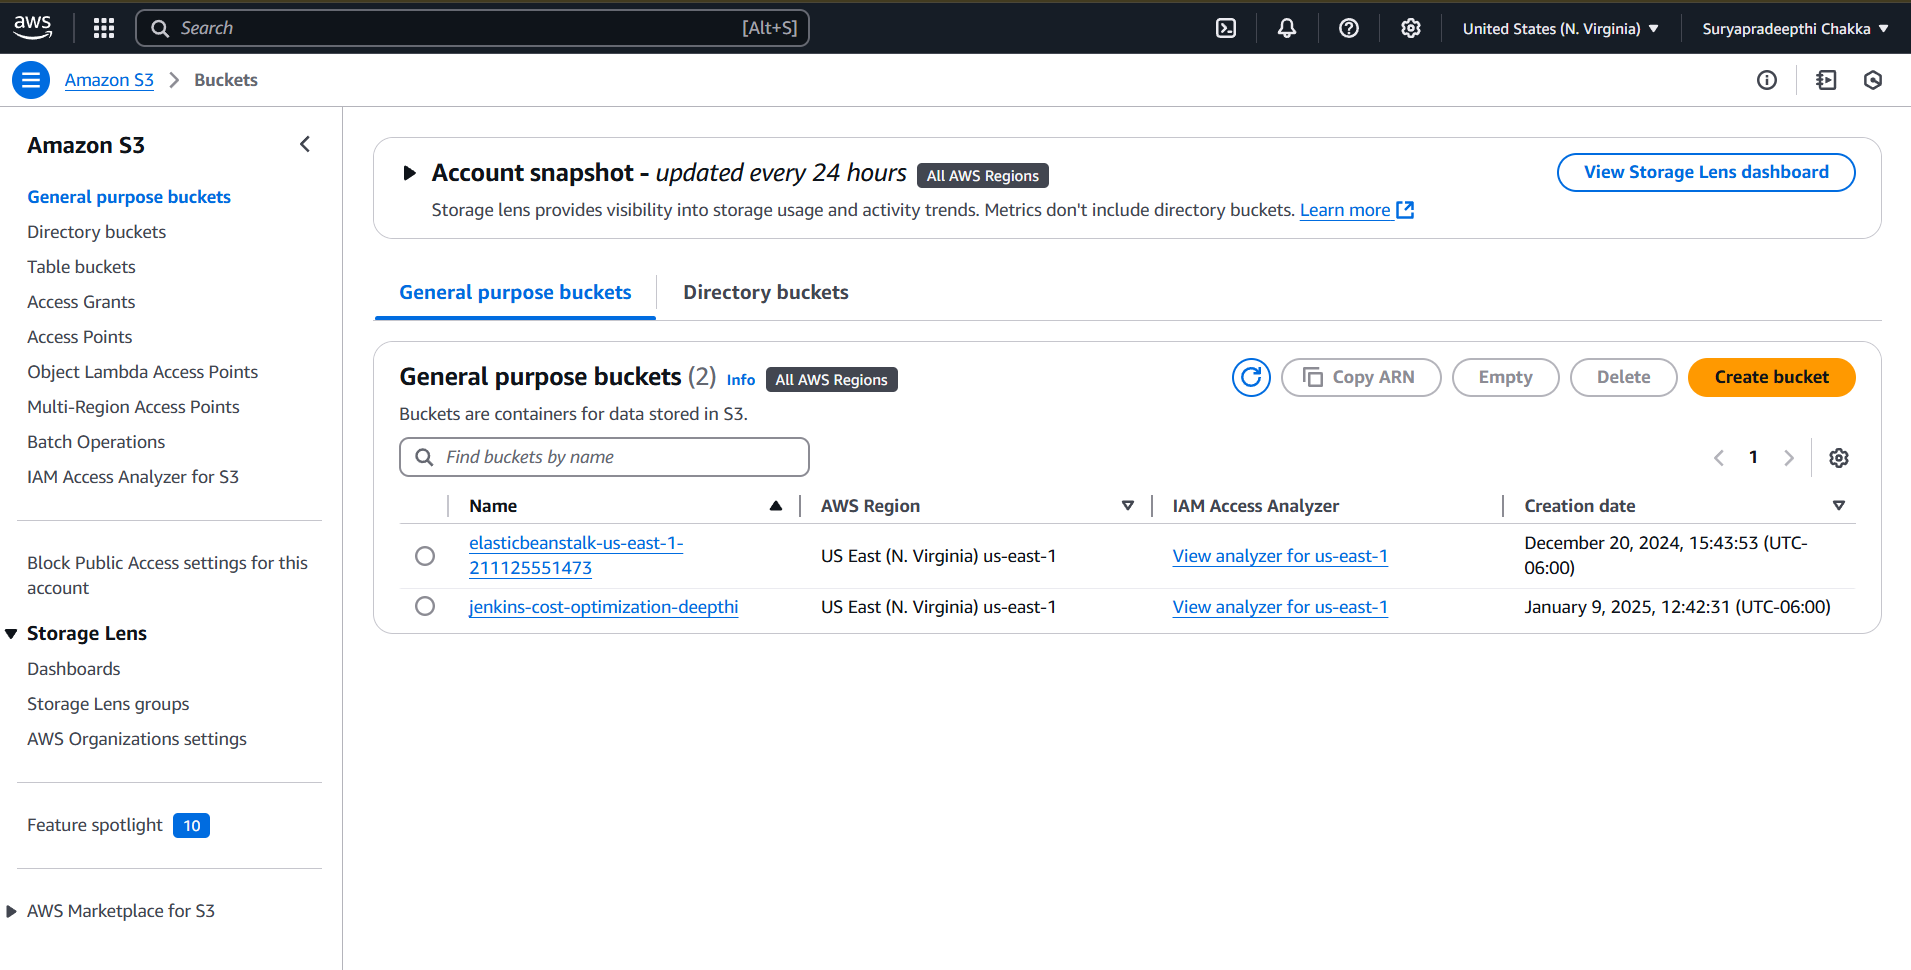 aws
Search [Alt+S]
United States (N. Virginia)
Suryapradeepthi Chakka
Amazon S3
Buckets
Amazon S3
General purpose buckets
Directory buckets
Table buckets
Access Grants
Access Points
Object Lambda Access Points
Multi-Region Access Points
Batch Operations
IAM Access Analyzer for S3
Block Public Access settings for this
account
Storage Lens
Dashboards
Storage Lens groups
AWS Organizations settings
Feature spotlight 10
AWS Marketplace for S3
Account snapshot - updated every 24 hours All AWS Regions
View Storage Lens dashboard
Storage lens provides visibility into storage usage and activity trends. Metrics don't include directory buckets. Learn more
General purpose buckets
Directory buckets
General purpose buckets (2) Info All AWS Regions
Copy ARN
Empty
Delete
Create bucket
Buckets are containers for data stored in S3.
Find buckets by name
1
Name
AWS Region
IAM Access Analyzer
Creation date
elasticbeanstalk-us-east-1-
211125551473
US East (N. Virginia) us-east-1
View analyzer for us-east-1
December 20, 2024, 15:43:53 (UTC-
06:00)
jenkins-cost-optimization-deepthi
US East (N. Virginia) us-east-1
View analyzer for us-east-1
January 9, 2025, 12:42:31 (UTC-06:00)